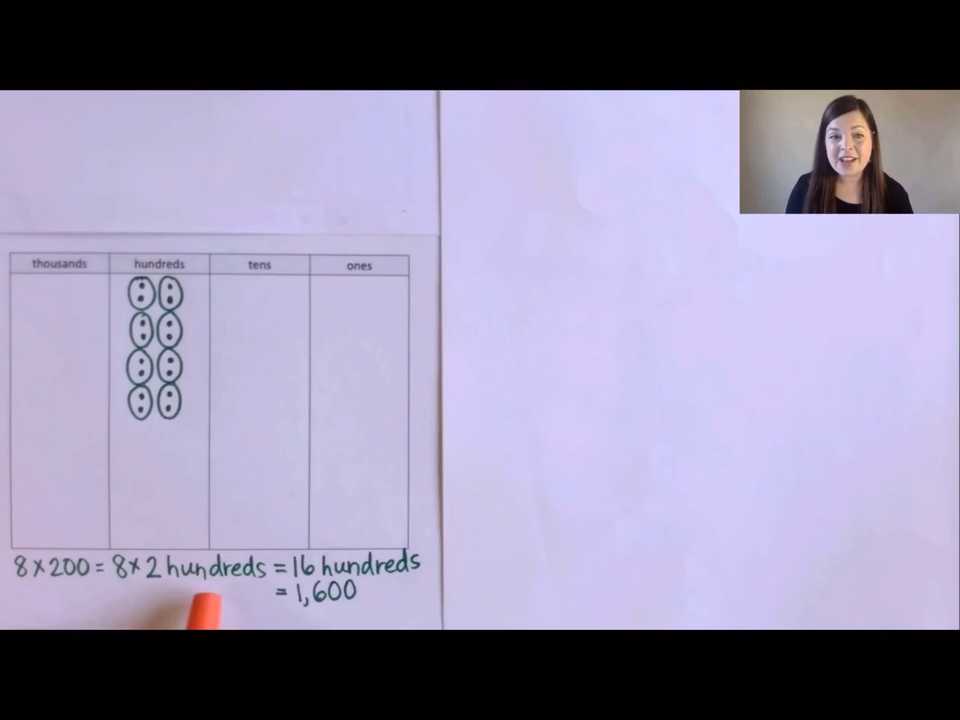 thousands hundreds tens ones
8 × 200 = 8 × 2 hundreds = 16 hundreds
= 1,600